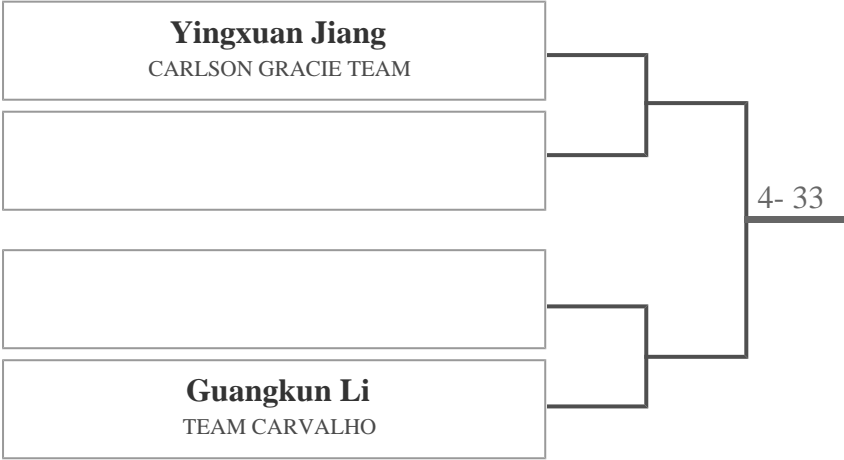 Yingxuan Jiang
CARLSON GRACIE TEAM
4- 33
Guangkun Li
TEAM CARVALHO